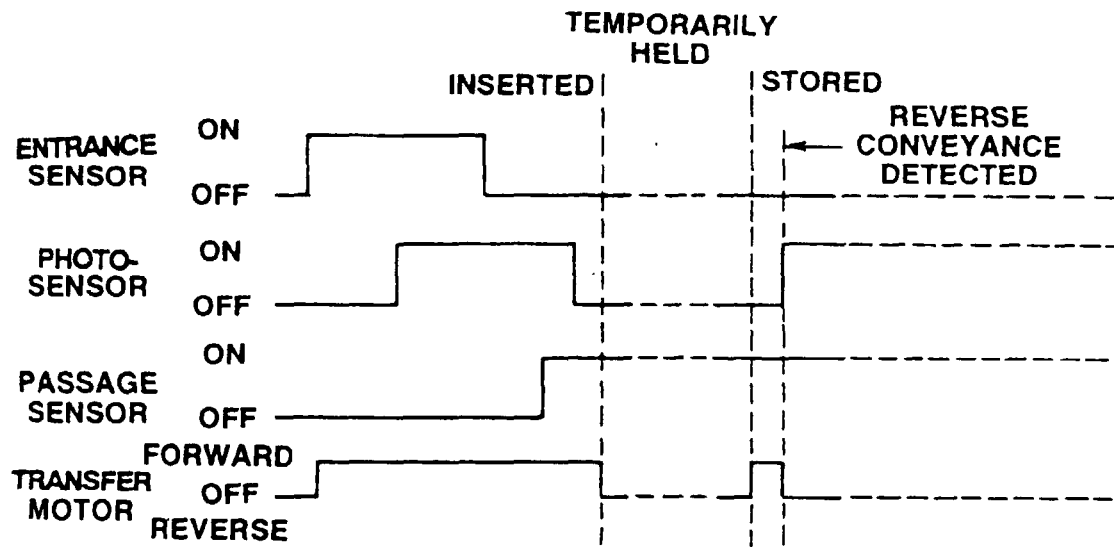 TEMPORARILY
HELD
INSERTED
STORED
REVERSE
CONVEYANCE
DETECTED
ENTRANCE
SENSOR
ON
OFF
PHOTO-
SENSOR
ON
OFF
PASSAGE
SENSOR
ON
OFF
TRANSFER
MOTOR
FORWARD
OFF
REVERSE